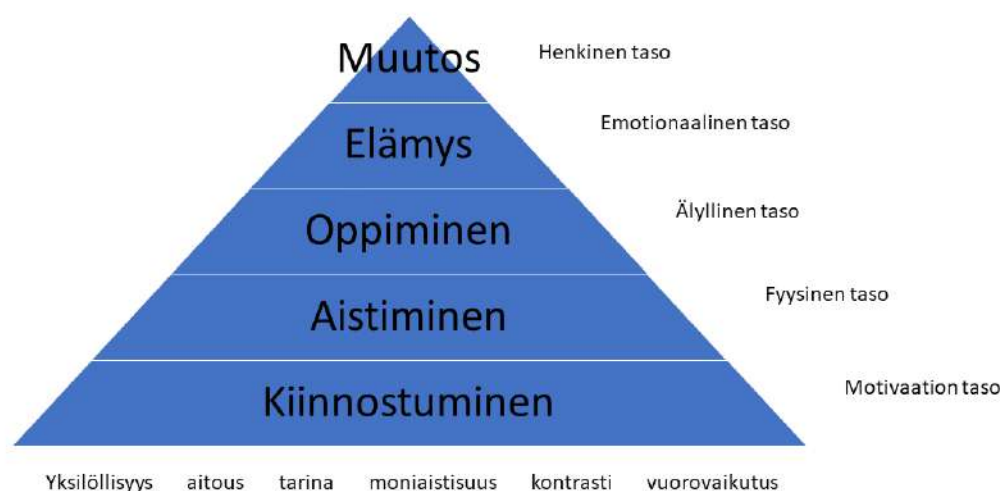 Muutos Henkinen taso
Elämys Emotionaalinen taso
Oppiminen Älyllinen taso
Aistiminen Fyysinen taso
Kiinnostuminen Motivaation taso
Yksilöllisyys aitous tarina moniaistisuus kontrasti vuorovaikutus